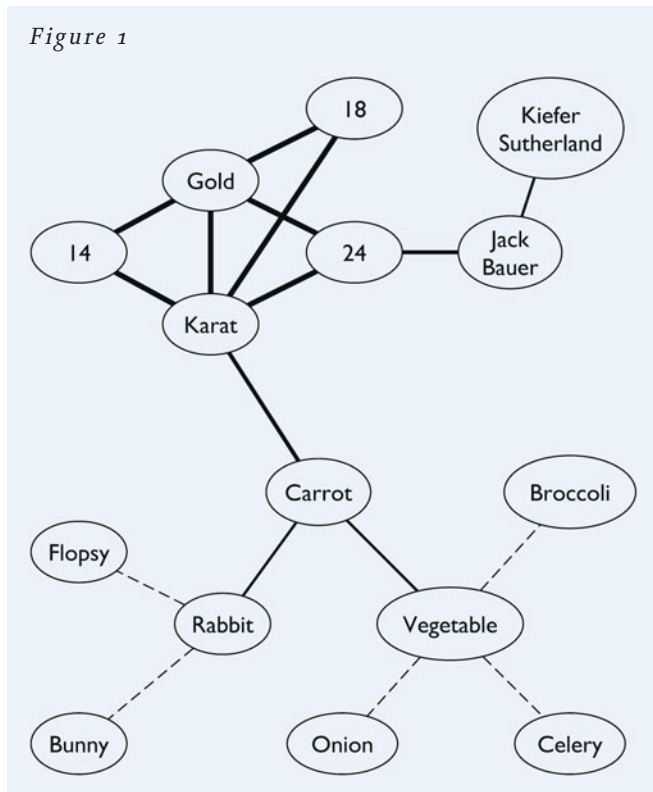 Figure 1
18
Kiefer
Sutherland
Gold
14
24
Jack
Bauer
Karat
Carrot
Broccoli
Flopsy
Rabbit
Vegetable
Bunny
Onion
Celery